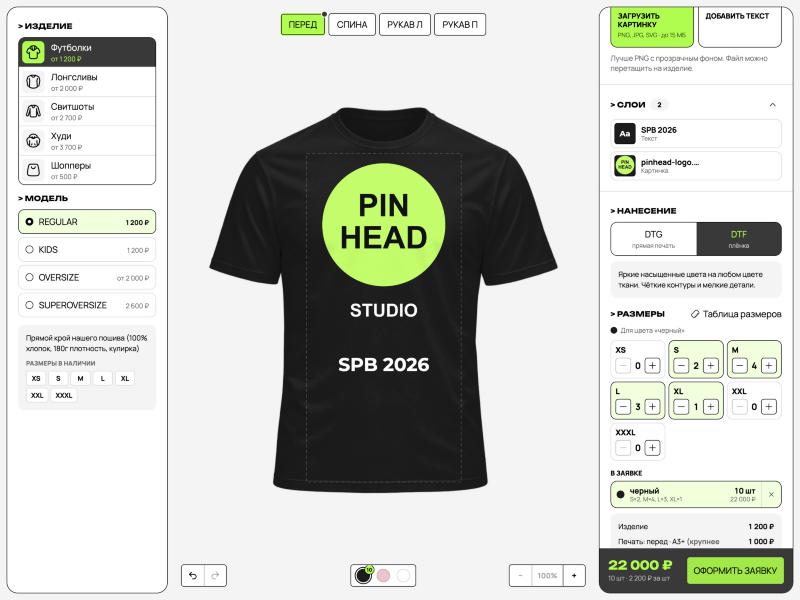 > ИЗДЕЛИЕ
Футболки
от 1 200 ₽
Лонгсливы
от 2 000 ₽
Свитшоты
от 2 700 ₽
Худи
от 3 700 ₽
Шопперы
от 500 ₽
> МОДЕЛЬ
REGULAR 1 200 ₽
KIDS 1 200 ₽
OVERSIZE от 2 000 ₽
SUPEROVERSIZE 2 600 ₽
Прямой крой нашего пошива (100%
хлопок, 180г плотность, кулирка)
РАЗМЕРЫ В НАЛИЧИИ
XS S M L XL
XXL XXXL
ПЕРЕД СПИНА РУКАВ Л РУКАВ П
PIN
HEAD
STUDIO
SPB 2026
10
− 100% +
ЗАГРУЗИТЬ
КАРТИНКУ
PNG, JPG, SVG · до 15 МБ
ДОБАВИТЬ ТЕКСТ
Лучше PNG с прозрачным фоном. Файл можно
перетащить на изделие.
> СЛОИ 2
Aa
SPB 2026
Текст
PIN
HEAD
pinhead-logo....
Картинка
> НАНЕСЕНИЕ
DTG
прямая печать
DTF
плёнка
Яркие насыщенные цвета на любом цвете
ткани. Чёткие контуры и мелкие детали.
> РАЗМЕРЫ Таблица размеров
Для цвета «черный»
XS S M
− 0 + − 2 + − 4 +
L XL XXL
− 3 + − 1 + − 0 +
XXXL
− 0 +
В ЗАЯВКЕ
черный 10 шт ×
S×2, M×4, L×3, XL×1 22 000 ₽
Изделие 1 200 ₽
Печать: перед · A3+ (крупнее 1 000 ₽
22 000 ₽
10 шт · 2 200 ₽ за шт
ОФОРМИТЬ ЗАЯВКУ